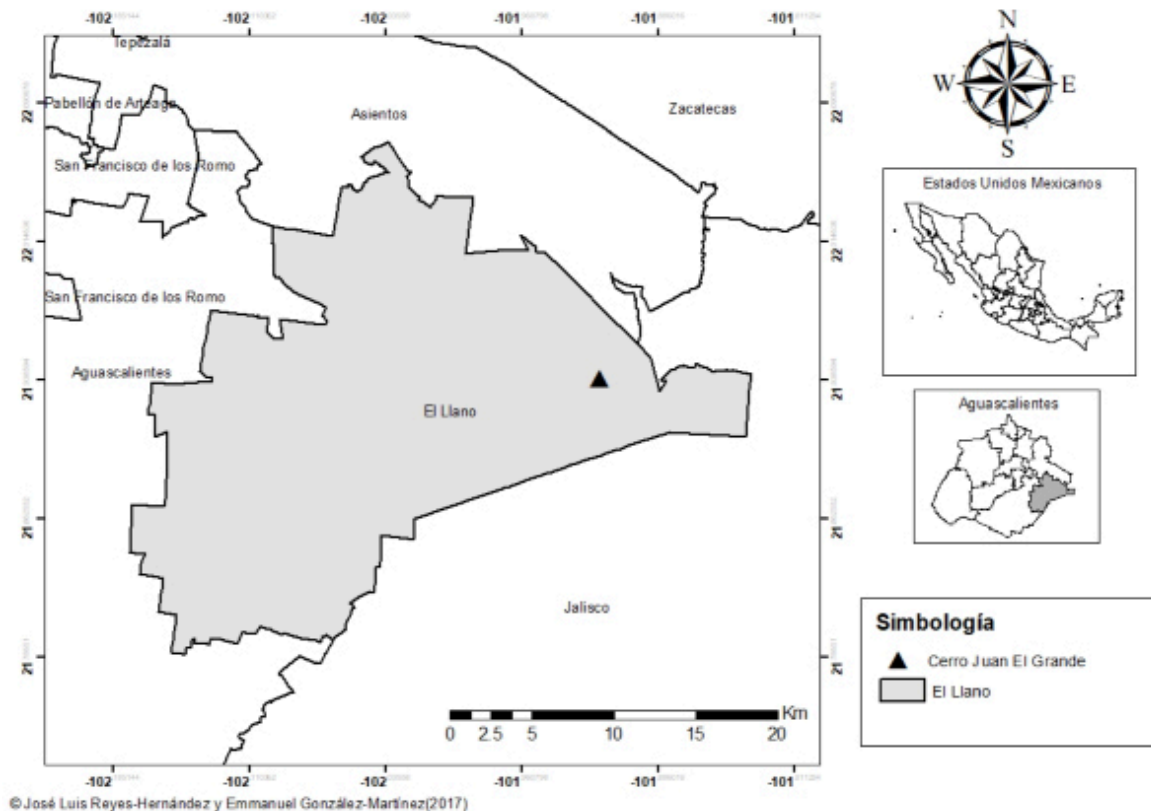 -102 -102 -102 -101 -101 -101
N
W E
S
Tepezalá
Pabellón de Arteaga
Asientos
Zacatecas
San Francisco de los Romo
San Francisco de los Romo
Aguascalientes
El Llano
Jalisco
22
22
21
21
21
22
22
21
21
21
Km
0 2.5 5 10 15 20
-102 -102 -102 -101 -101 -101
Estados Unidos Mexicanos
Aguascalientes
Simbología
Cerro Juan El Grande
El Llano
©José Luis Reyes-Hernández y Emmanuel González-Martínez(2017)